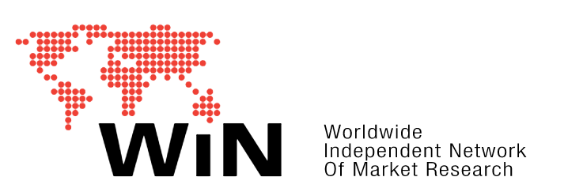 WiN
Worldwide
Independent Network
Of Market Research